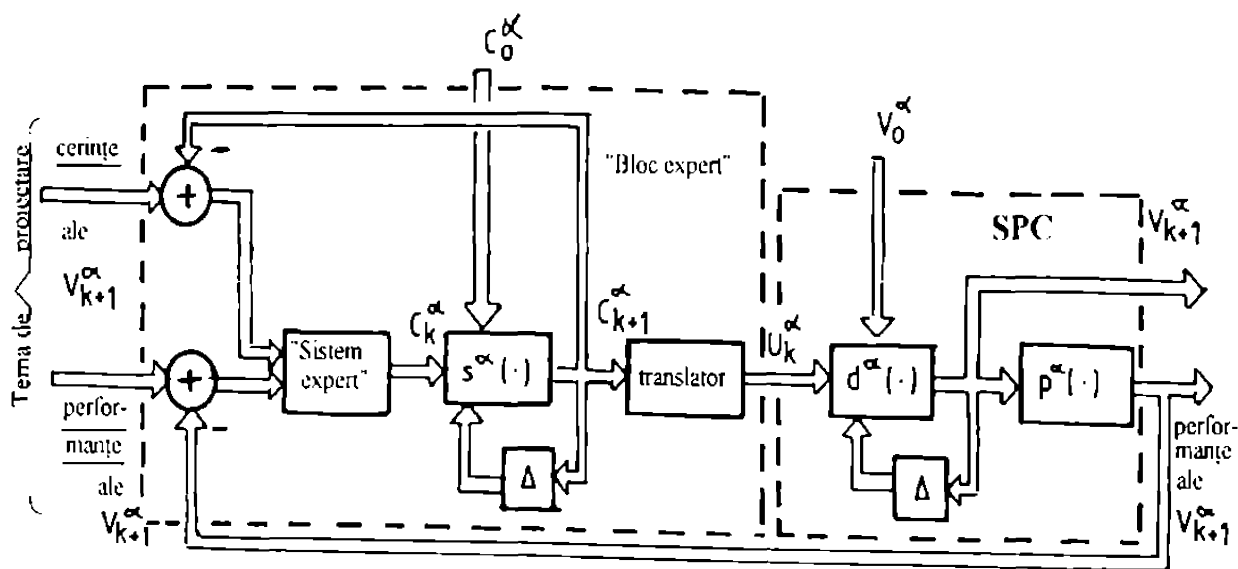 C₀^α
Tema de proiectare
cerințe
ale
V_{k+1}^α
perfor-
manțe
ale
V_{k+1}^α
+
-
+
-
"Bloc expert"
"Sistem
expert"
C_k^α
s^α(·)
Δ
C_{k+1}^α
translator
U_k^α
V₀^α
SPC
d^α(·)
Δ
p^α(·)
V_{k+1}^α
perfor-
manțe
ale
V_{k+1}^α